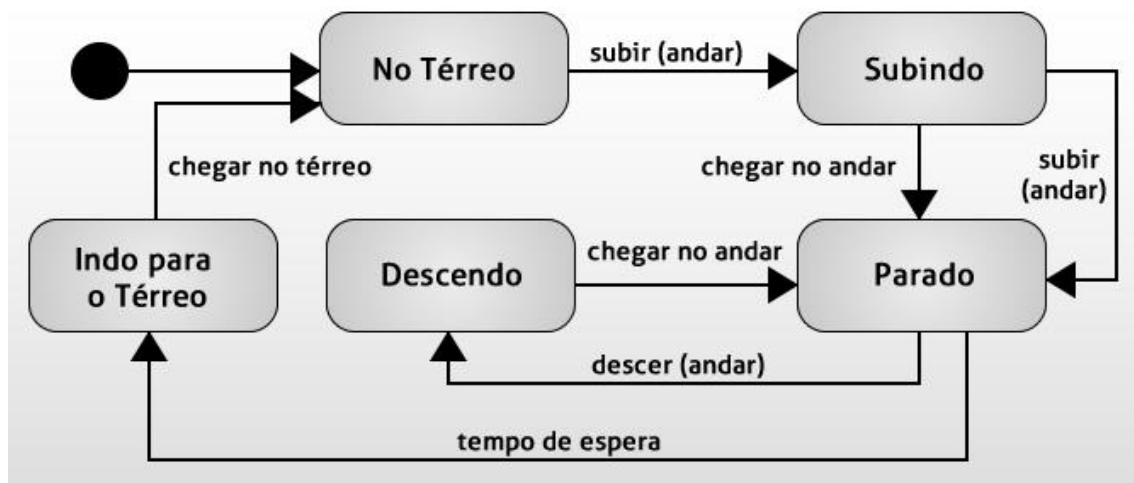 No Térreo
subir (andar)
Subindo
chegar no térreo
chegar no andar
subir
(andar)
Indo para
o Térreo
Descendo
chegar no andar
Parado
descer (andar)
tempo de espera